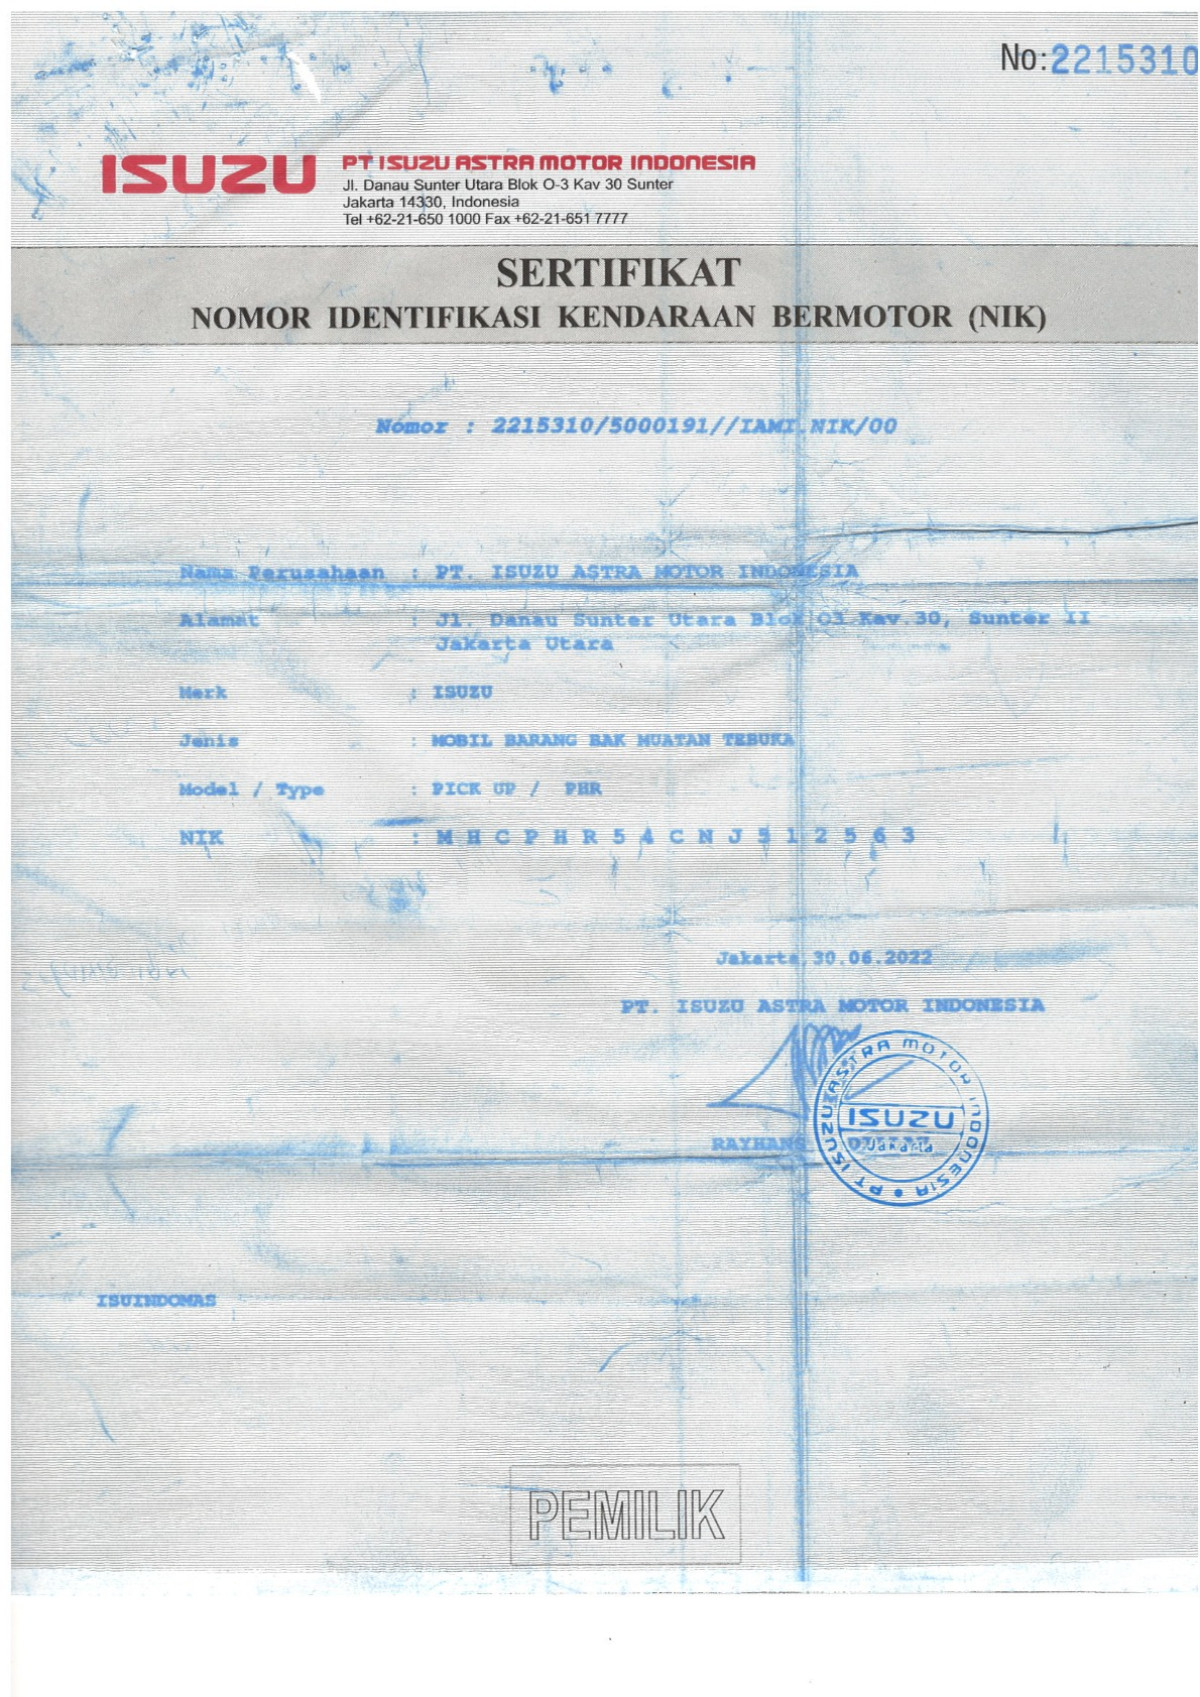 No:2215310
ISUZU
PT ISUZU ASTRA MOTOR INDONESIA
Jl. Danau Sunter Utara Blok O-3 Kav 30 Sunter
Jakarta 14330, Indonesia
Tel +62-21-650 1000 Fax +62-21-651 7777
SERTIFIKAT
NOMOR IDENTIFIKASI KENDARAAN BERMOTOR (NIK)
Nomor : 2215310/5000191//IAMI.NIK/00
Nama Perusahaan : PT. ISUZU ASTRA MOTOR INDONESIA
Alamat : Jl. Danau Sunter Utara Blok O3 Kav.30, Sunter II
Jakarta Utara
Merk : ISUZU
Jenis : MOBIL BARANG BAK MUATAN TEBUKA
Model / Type : PICK UP / PHR
NIK : M H C P H R 5 4 C N J 5 1 2 5 6 3
Jakarta, 30.06.2022
PT. ISUZU ASTRA MOTOR INDONESIA
PT ISUZU ASTRA MOTOR INDONESIA
ISUZU
Jakarta
RAYHANS
ISUINDOMAS
PEMILIK